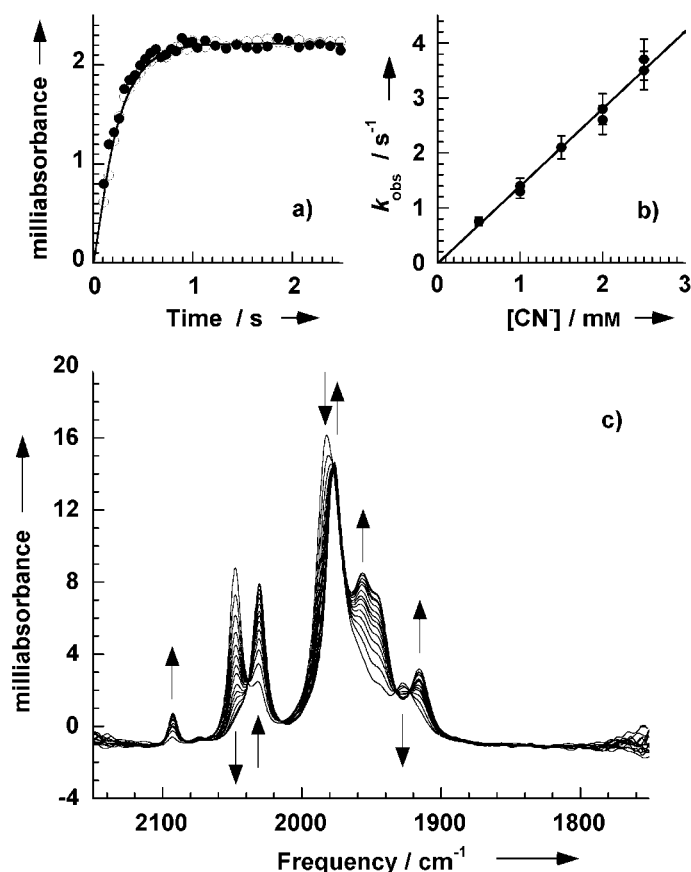 2
1
0
milliabsorbance
0
1
2
Time / s
a)
4
3
2
1
0
k obs / s-1
0
1
2
3
[CN-] / mM
b)
20
16
12
8
4
0
-4
milliabsorbance
c)
2100
2000
1900
1800
Frequency / cm-1